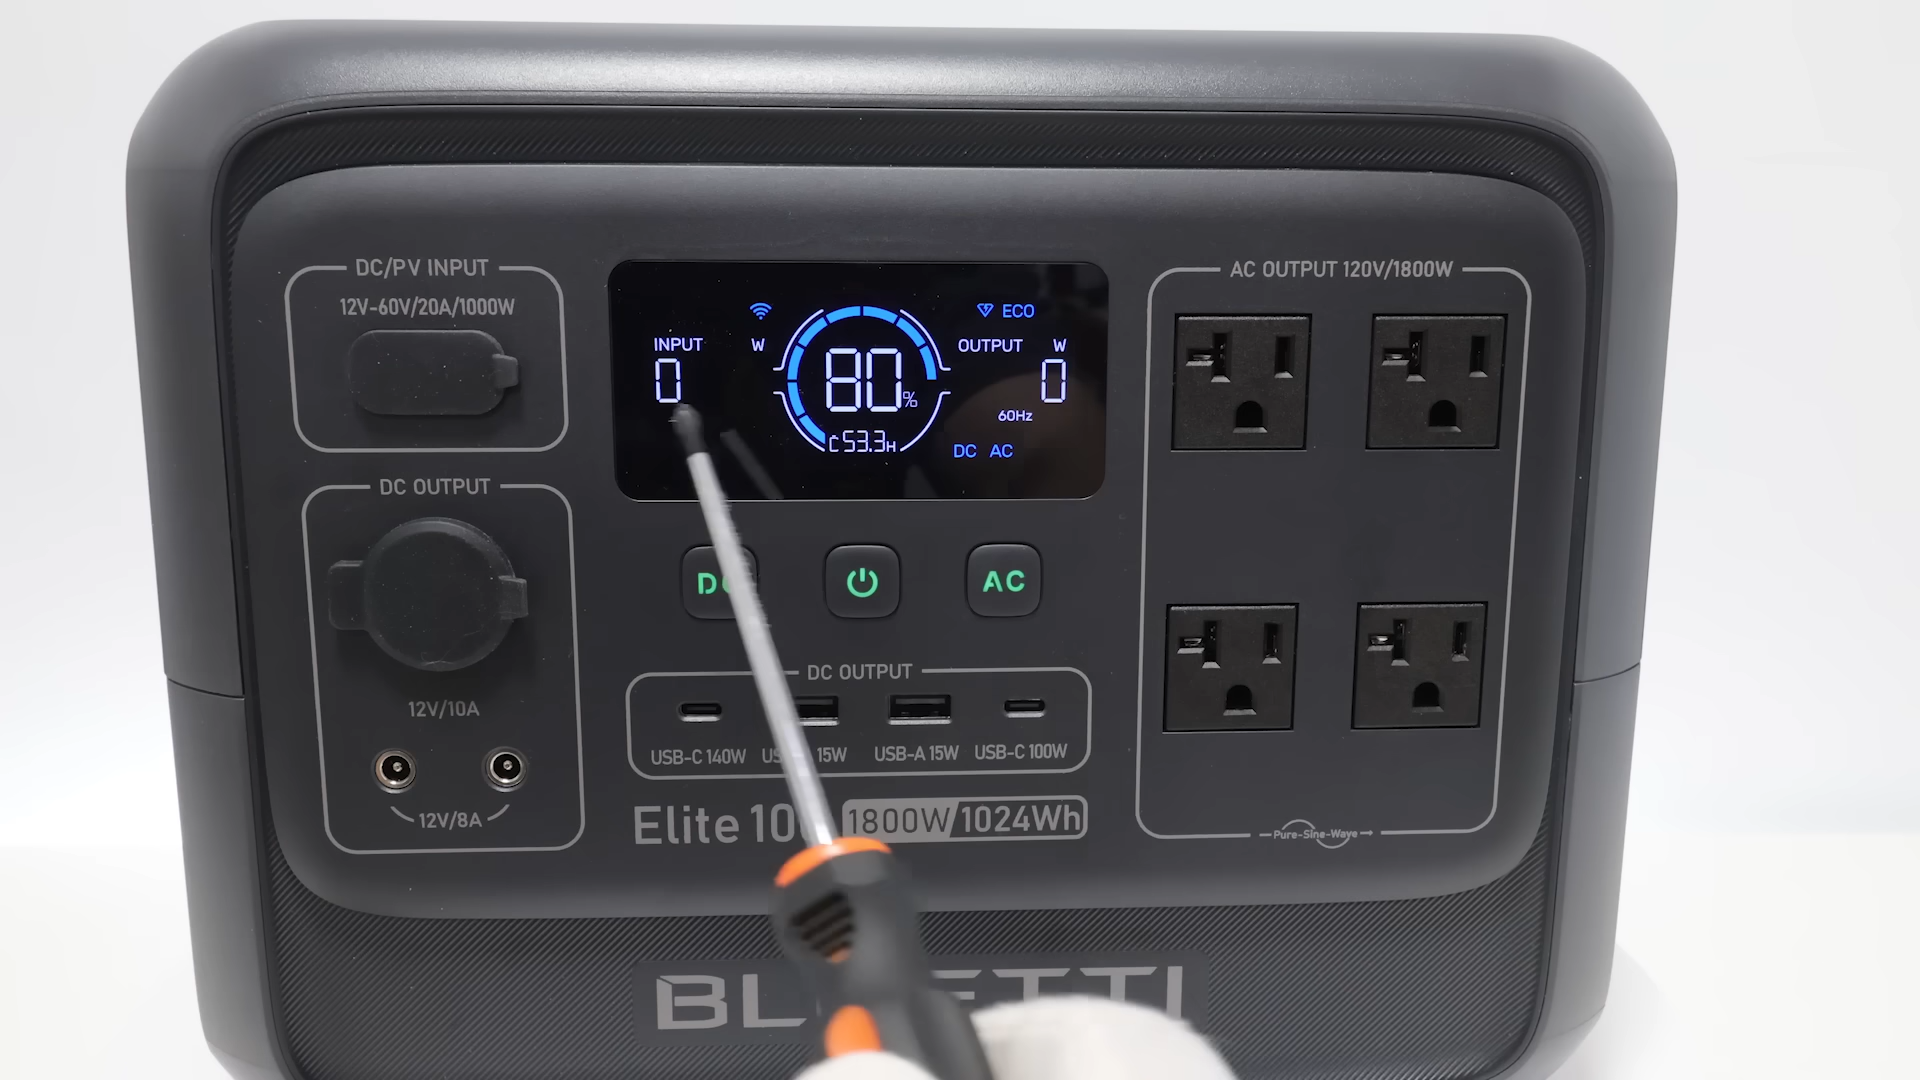 DC/PV INPUT
12V-60V/20A/1000W
DC OUTPUT
12V/10A
12V/8A
INPUT
W
0
80%
53.3H
ECO
OUTPUT W
0
60Hz
DC AC
AC
DC OUTPUT
USB-C 140W
15W
USB-A 15W
USB-C 100W
Elite
1800W/1024Wh
AC OUTPUT 120V/1800W
Pure-Sine-Wave